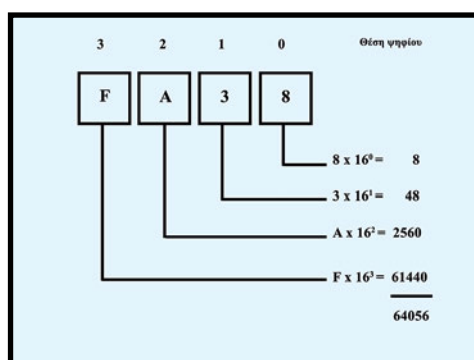 3 2 1 0 Θέση ψηφίου
F A 3 8
8 x 16⁰ = 8
3 x 16¹ = 48
A x 16² = 2560
F x 16³ = 61440
64056